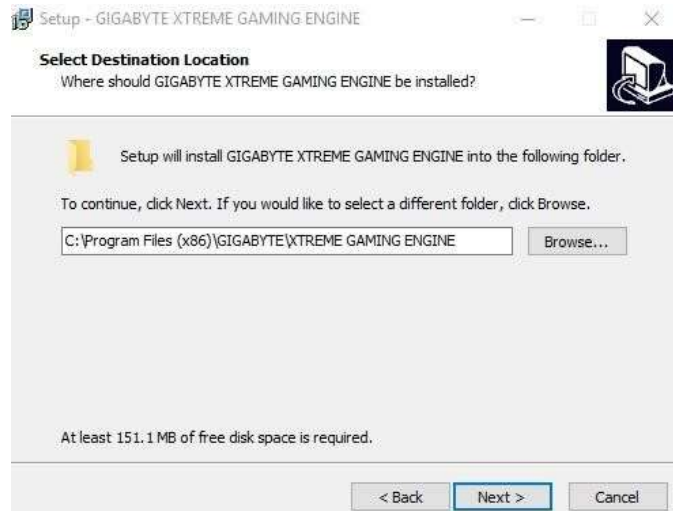 Setup - GIGABYTE XTREME GAMING ENGINE
Select Destination Location
Where should GIGABYTE XTREME GAMING ENGINE be installed?
Setup will install GIGABYTE XTREME GAMING ENGINE into the following folder.
To continue, click Next. If you would like to select a different folder, click Browse.
C:\Program Files (x86)\GIGABYTE\XTREME GAMING ENGINE
Browse...
At least 151.1 MB of free disk space is required.
< Back Next > Cancel